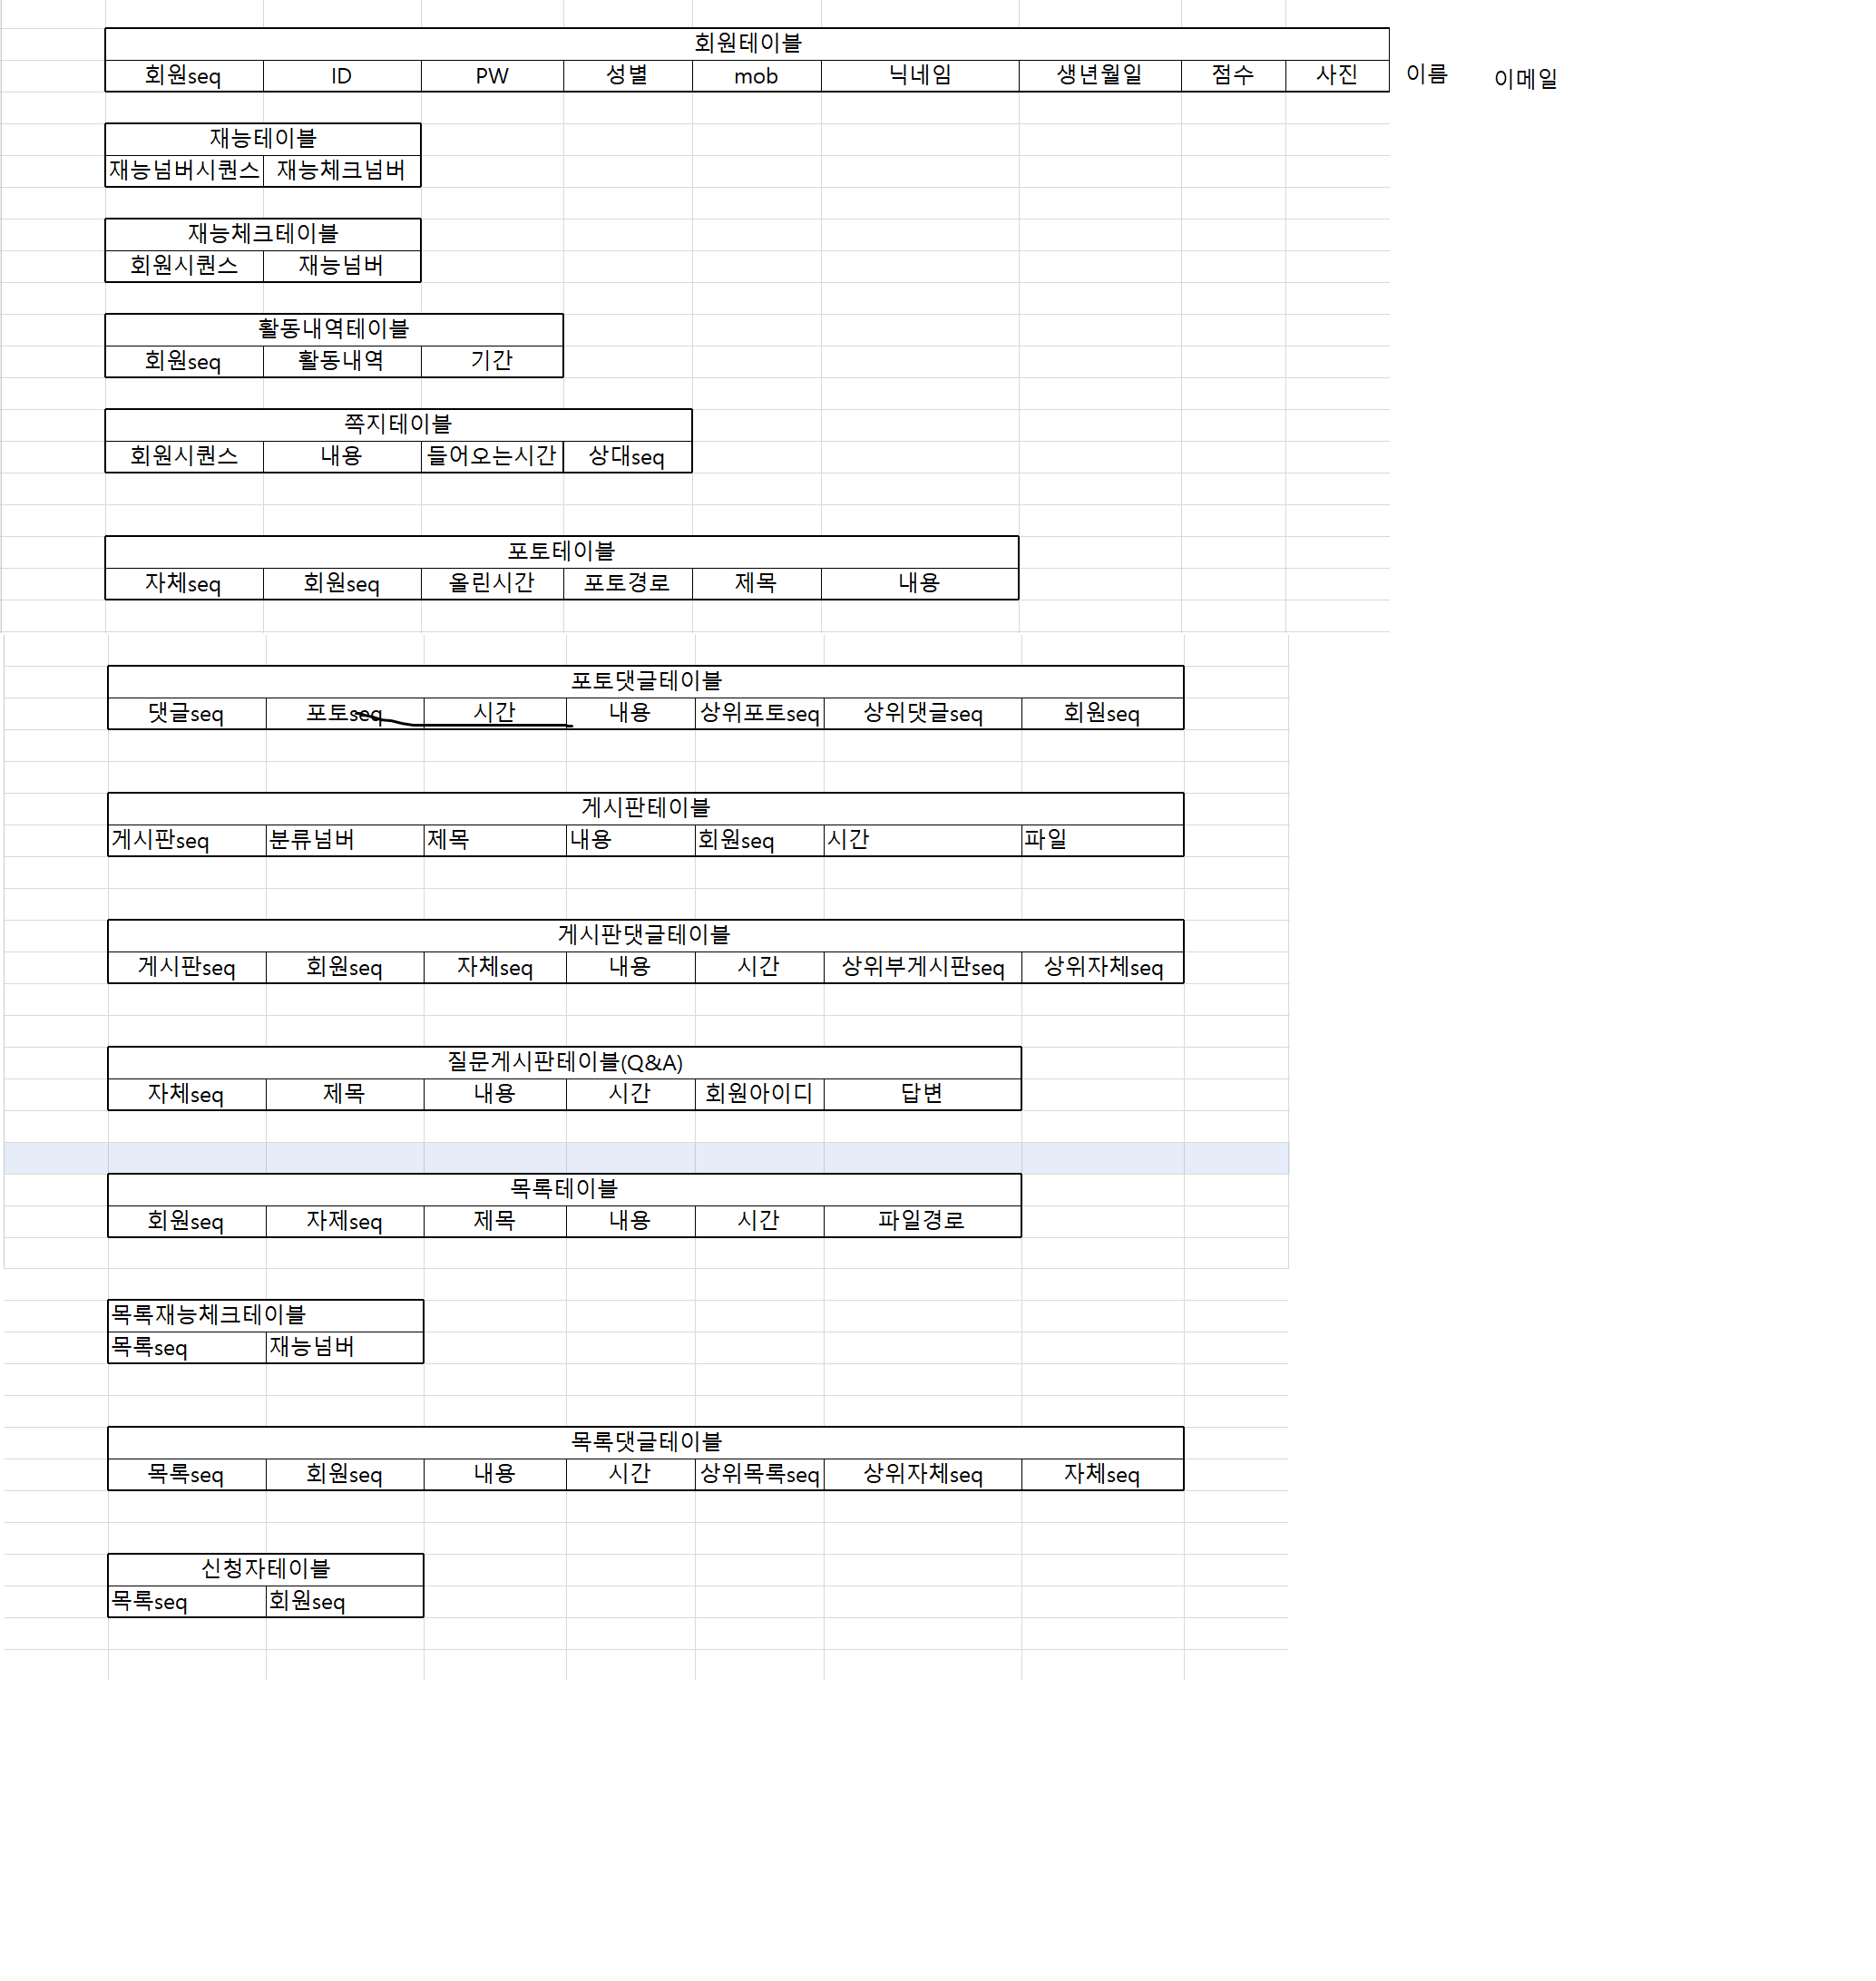 회원테이블
회원seq ID PW 성별 mob 닉네임 생년월일 점수 사진 이름 이메일
재능테이블
재능넘버시퀀스 재능체크넘버
재능체크테이블
회원시퀀스 재능넘버
활동내역테이블
회원seq 활동내역 기간
쪽지테이블
회원시퀀스 내용 들어오는시간 상대seq
포토테이블
자체seq 회원seq 올린시간 포토경로 제목 내용
포토댓글테이블
댓글seq 포토seq 시간 내용 상위포토seq 상위댓글seq 회원seq
게시판테이블
게시판seq 분류넘버 제목 내용 회원seq 시간 파일
게시판댓글테이블
게시판seq 회원seq 자체seq 내용 시간 상위부게시판seq 상위자체seq
질문게시판테이블(Q&A)
자체seq 제목 내용 시간 회원아이디 답변
목록테이블
회원seq 자제seq 제목 내용 시간 파일경로
목록재능체크테이블
목록seq 재능넘버
목록댓글테이블
목록seq 회원seq 내용 시간 상위목록seq 상위자체seq 자체seq
신청자테이블
목록seq 회원seq